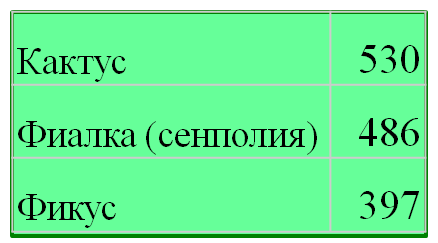 Кактус 530
Фиалка (сенполия) 486
Фикус 397